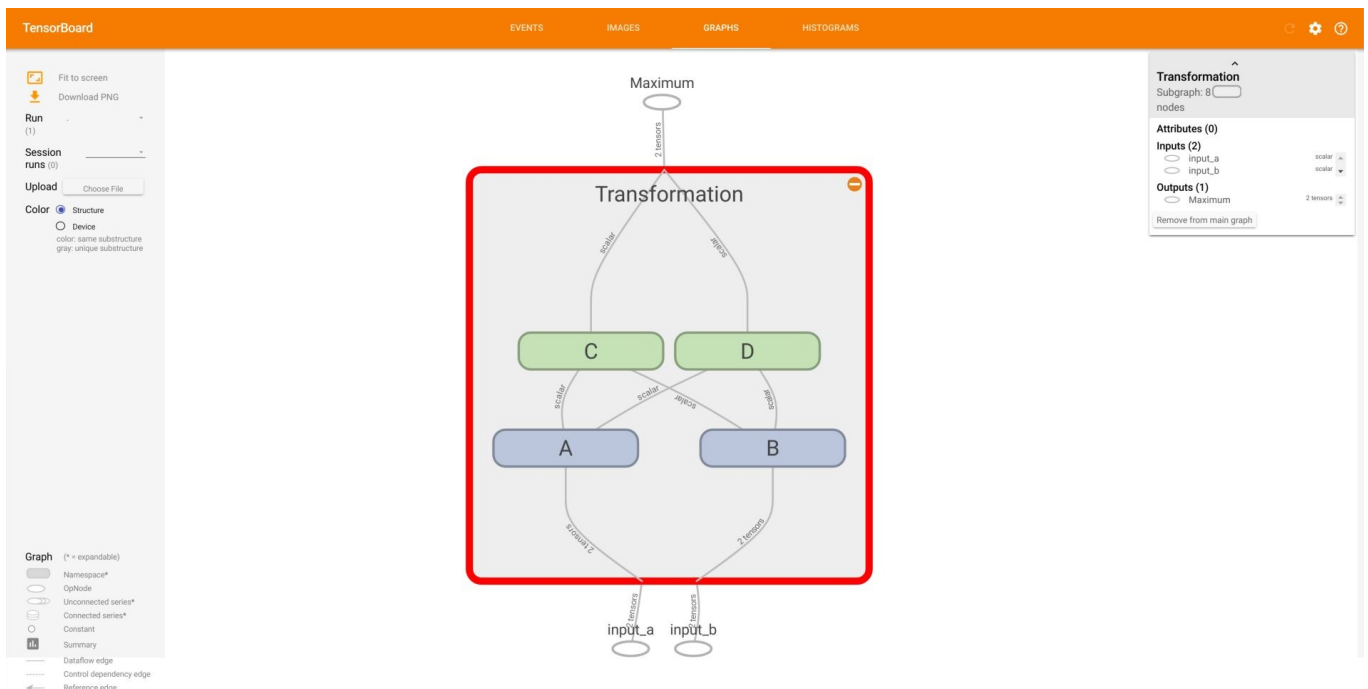 TensorBoard
EVENTS
IMAGES
GRAPHS
HISTOGRAMS
Fit to screen
Download PNG
Run
(1)
.
Session
runs (0)
Upload
Choose File
Color
Structure
Device
color: same substructure
gray: unique substructure
Graph (* = expandable)
Namespace*
OpNode
Unconnected series*
Connected series*
Constant
Summary
Dataflow edge
Control dependency edge
Reference edge
Maximum
2 tensors
Transformation
scalar
scalar
C
D
scalar
scalar
scalar
scalar
A
B
2 tensors
2 tensors
2 tensors
2 tensors
input_a
input_b
Transformation
Subgraph: 8
nodes
Attributes (0)
Inputs (2)
input_a scalar
input_b scalar
Outputs (1)
Maximum 2 tensors
Remove from main graph